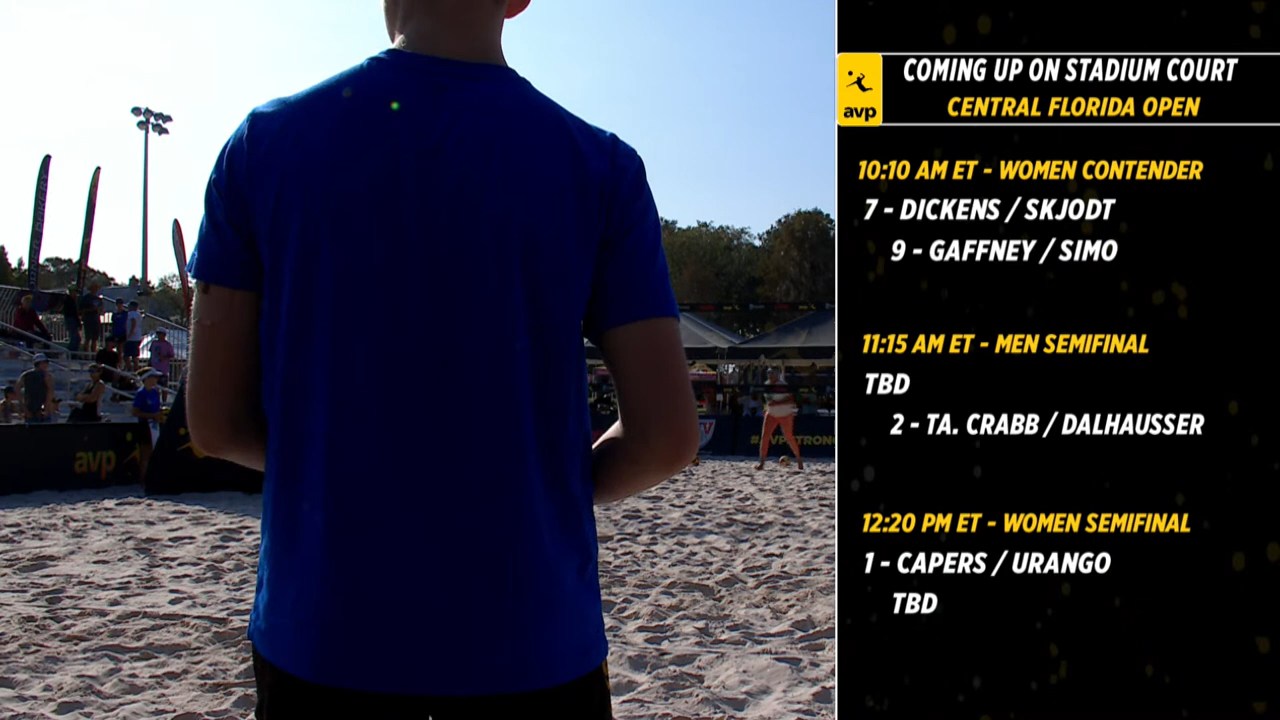 COMING UP ON STADIUM COURT
avp
CENTRAL FLORIDA OPEN
10:10 AM ET - WOMEN CONTENDER
7 - DICKENS / SKJODT
9 - GAFFNEY / SIMO
11:15 AM ET - MEN SEMIFINAL
TBD
2 - TA. CRABB / DALHAUSSER
12:20 PM ET - WOMEN SEMIFINAL
1 - CAPERS / URANGO
TBD
avp
#AVPSTRONG